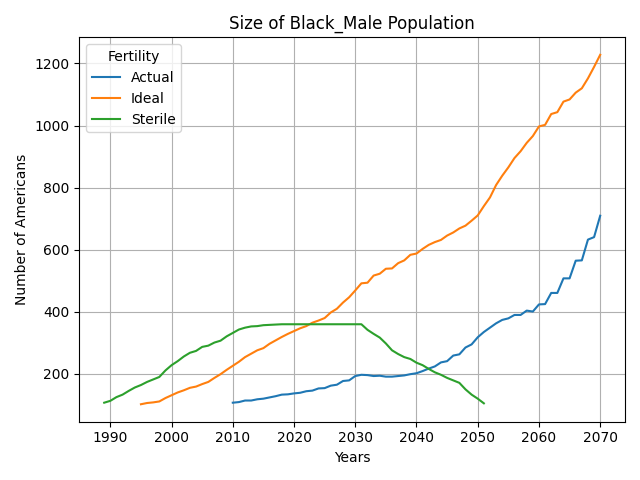 Size of Black_Male Population
Fertility
Actual
Ideal
Sterile
Number of Americans
1200
1000
800
600
400
200
1990 2000 2010 2020 2030 2040 2050 2060 2070
Years